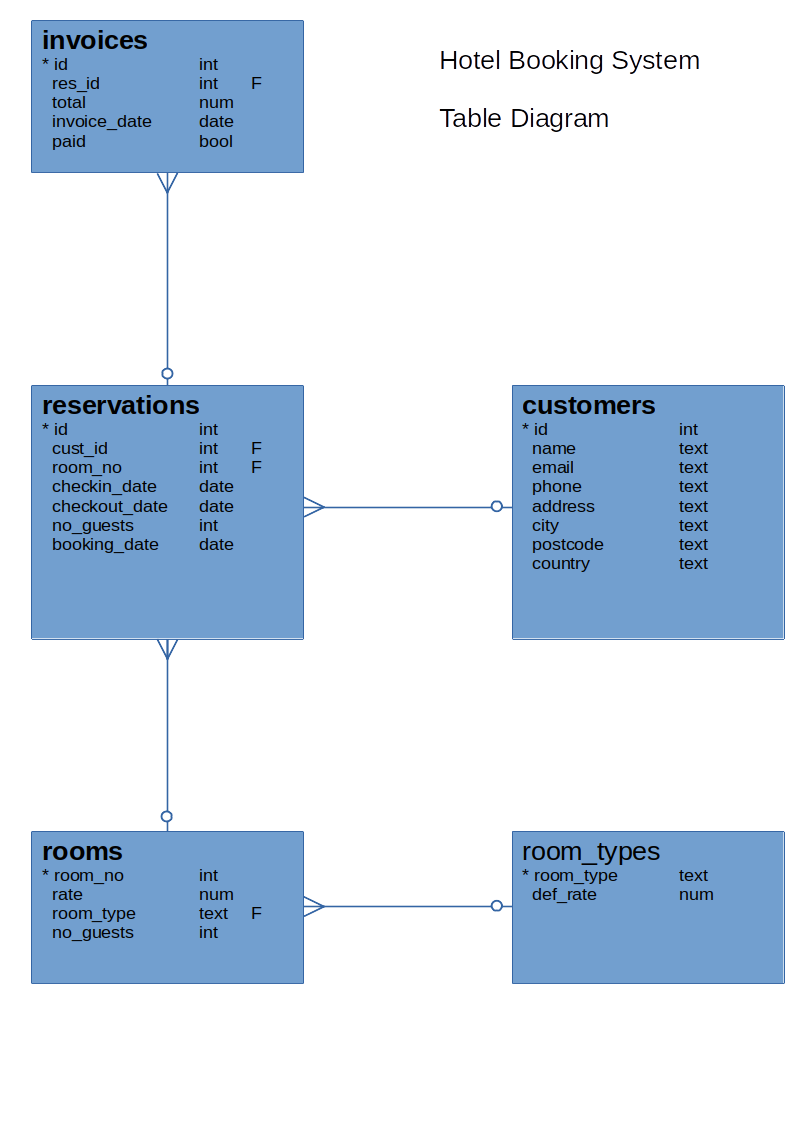 Hotel Booking System
Table Diagram
invoices
* id int
res_id int F
total num
invoice_date date
paid bool
reservations
* id int
cust_id int F
room_no int F
checkin_date date
checkout_date date
no_guests int
booking_date date
customers
* id int
name text
email text
phone text
address text
city text
postcode text
country text
rooms
* room_no int
rate num
room_type text F
no_guests int
room_types
* room_type text
def_rate num